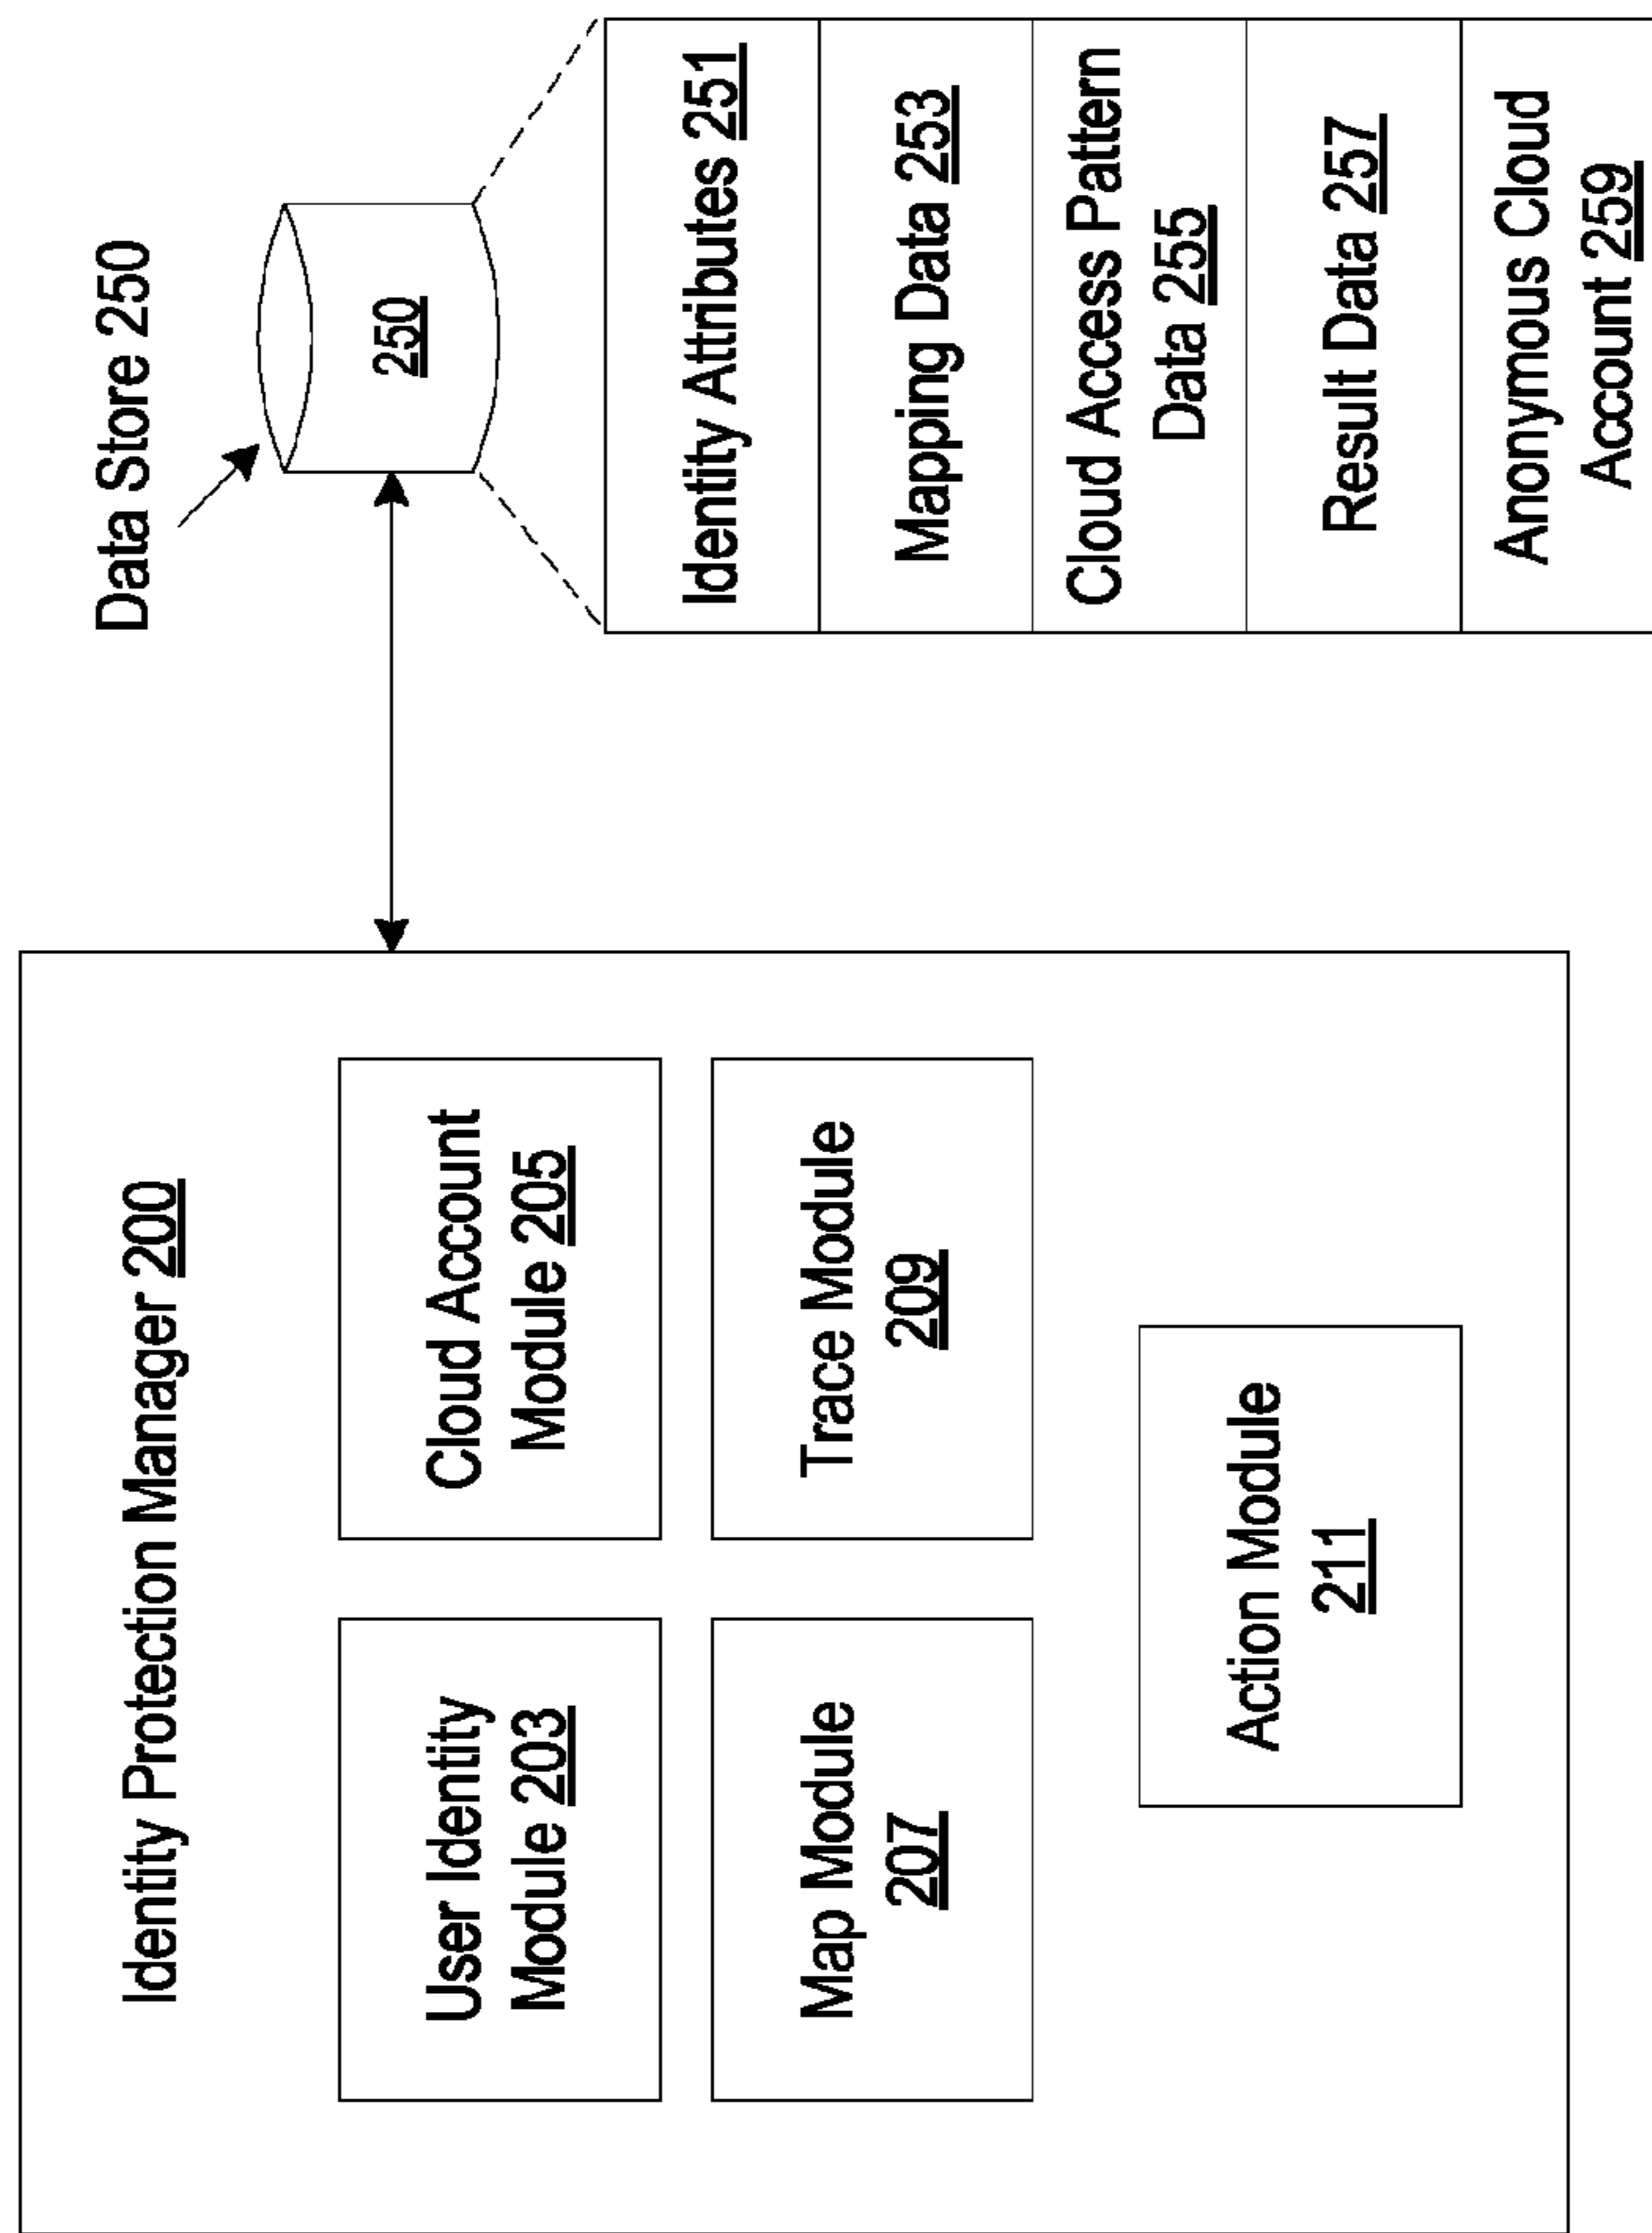 Identity Protection Manager 200
User Identity
Module 203
Cloud Account
Module 205
Map Module
207
Trace Module
209
Action Module
211
Data Store 250
250
Identity Attributes 251
Mapping Data 253
Cloud Access Pattern
Data 255
Result Data 257
Anonymous Cloud
Account 259